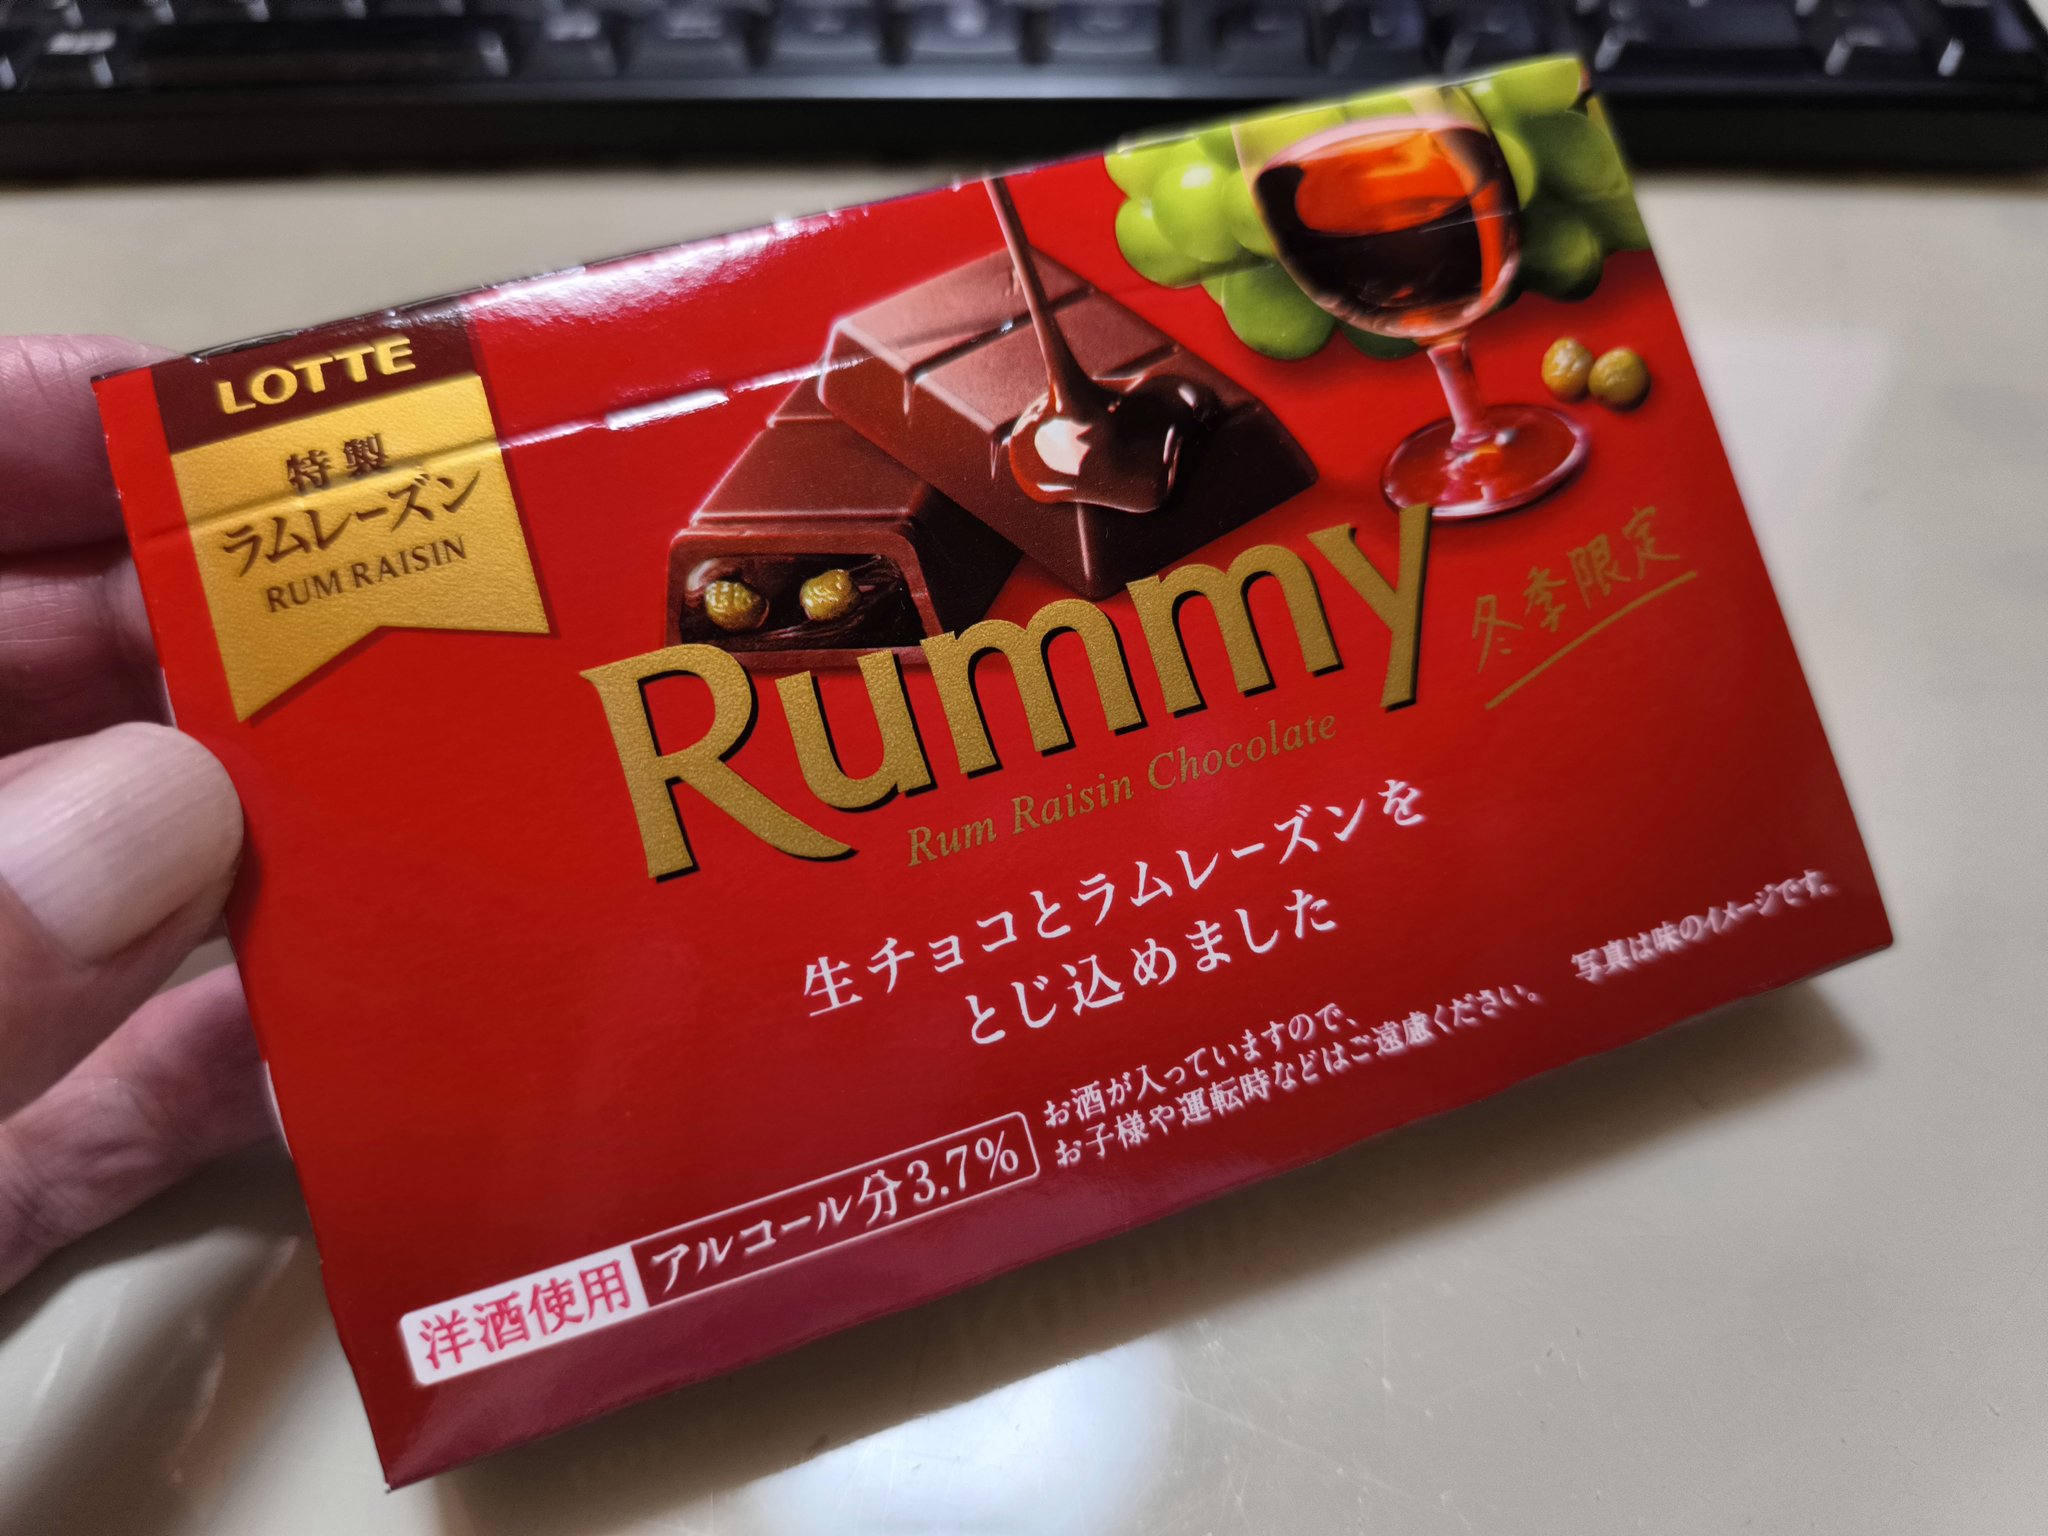 LOTTE
特製
ラムレーズン
RUM RAISIN
Rummy
冬季限定
Rum Raisin Chocolate
生チョコとラムレーズンを
とじ込めました
写真は味のイメージです。
洋酒使用 アルコール分3.7%
お酒が入っていますので、
お子様や運転時などはご遠慮ください。